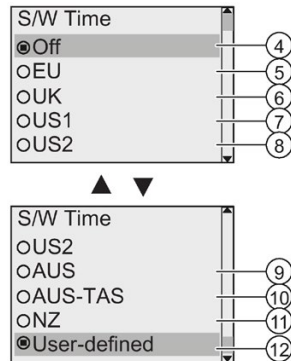 S/W Time
Off
4
EU
5
UK
6
US1
7
US2
8
S/W Time
US2
AUS
9
AUS-TAS
10
NZ
11
User-defined
12